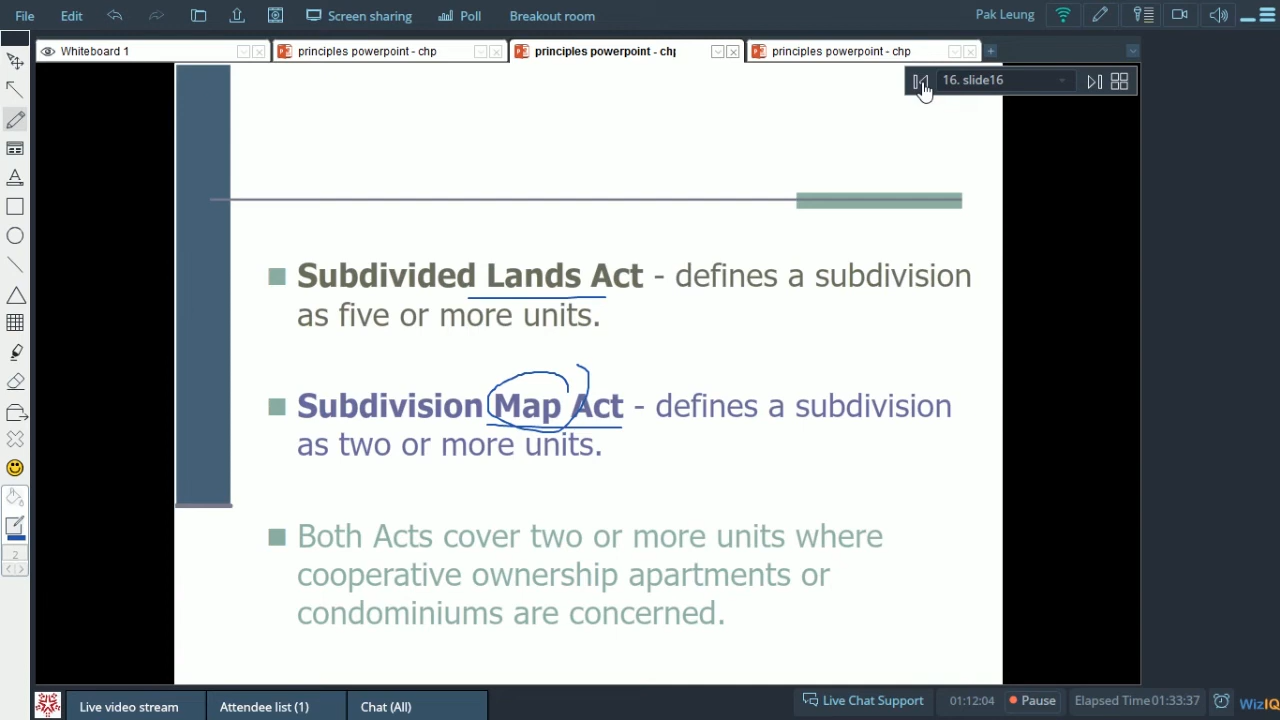 File Edit Screen sharing Poll Breakout room Pak Leung
Whiteboard 1 principles powerpoint - chp principles powerpoint - chp principles powerpoint - chp
16. slide16
Subdivided Lands Act - defines a subdivision
as five or more units.
Subdivision Map Act - defines a subdivision
as two or more units.
Both Acts cover two or more units where
cooperative ownership apartments or
condominiums are concerned.
2
Live video stream Attendee list (1) Chat (All) Live Chat Support 01:12:04 Pause Elapsed Time 01:33:37 WizIQ